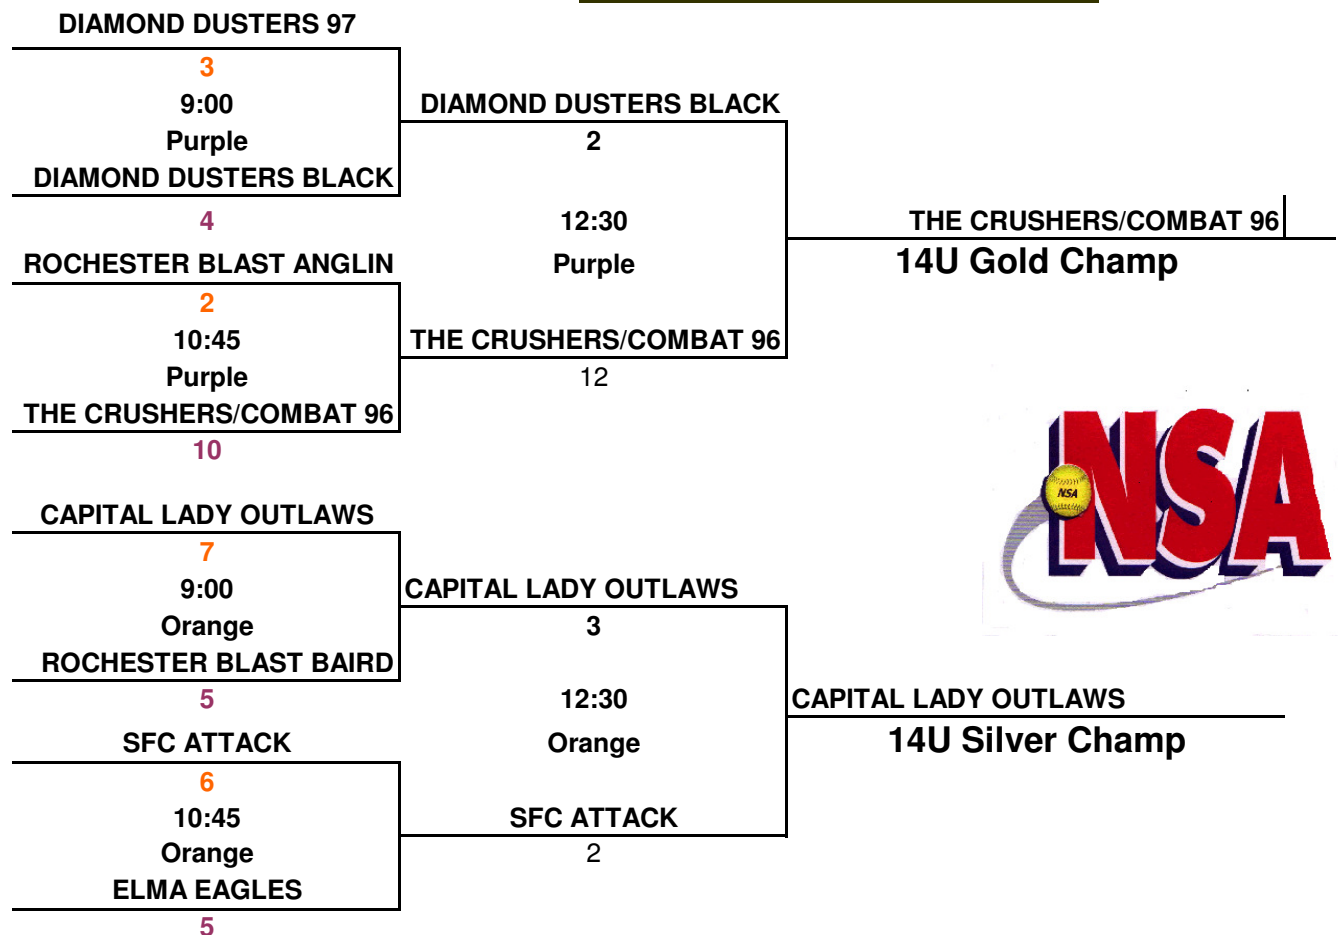 DIAMOND DUSTERS 97
3
9:00
Purple
DIAMOND DUSTERS BLACK
4
ROCHESTER BLAST ANGLIN
2
10:45
Purple
THE CRUSHERS/COMBAT 96
10
DIAMOND DUSTERS BLACK
2
12:30
Purple
THE CRUSHERS/COMBAT 96
12
THE CRUSHERS/COMBAT 96
14U Gold Champ
NSA
NSA
CAPITAL LADY OUTLAWS
7
9:00
Orange
ROCHESTER BLAST BAIRD
5
SFC ATTACK
6
10:45
Orange
ELMA EAGLES
5
CAPITAL LADY OUTLAWS
3
12:30
Orange
SFC ATTACK
2
CAPITAL LADY OUTLAWS
14U Silver Champ